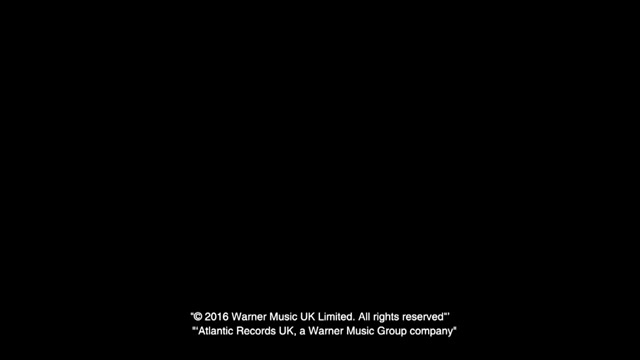 "© 2016 Warner Music UK Limited. All rights reserved"'
"'Atlantic Records UK, a Warner Music Group company"